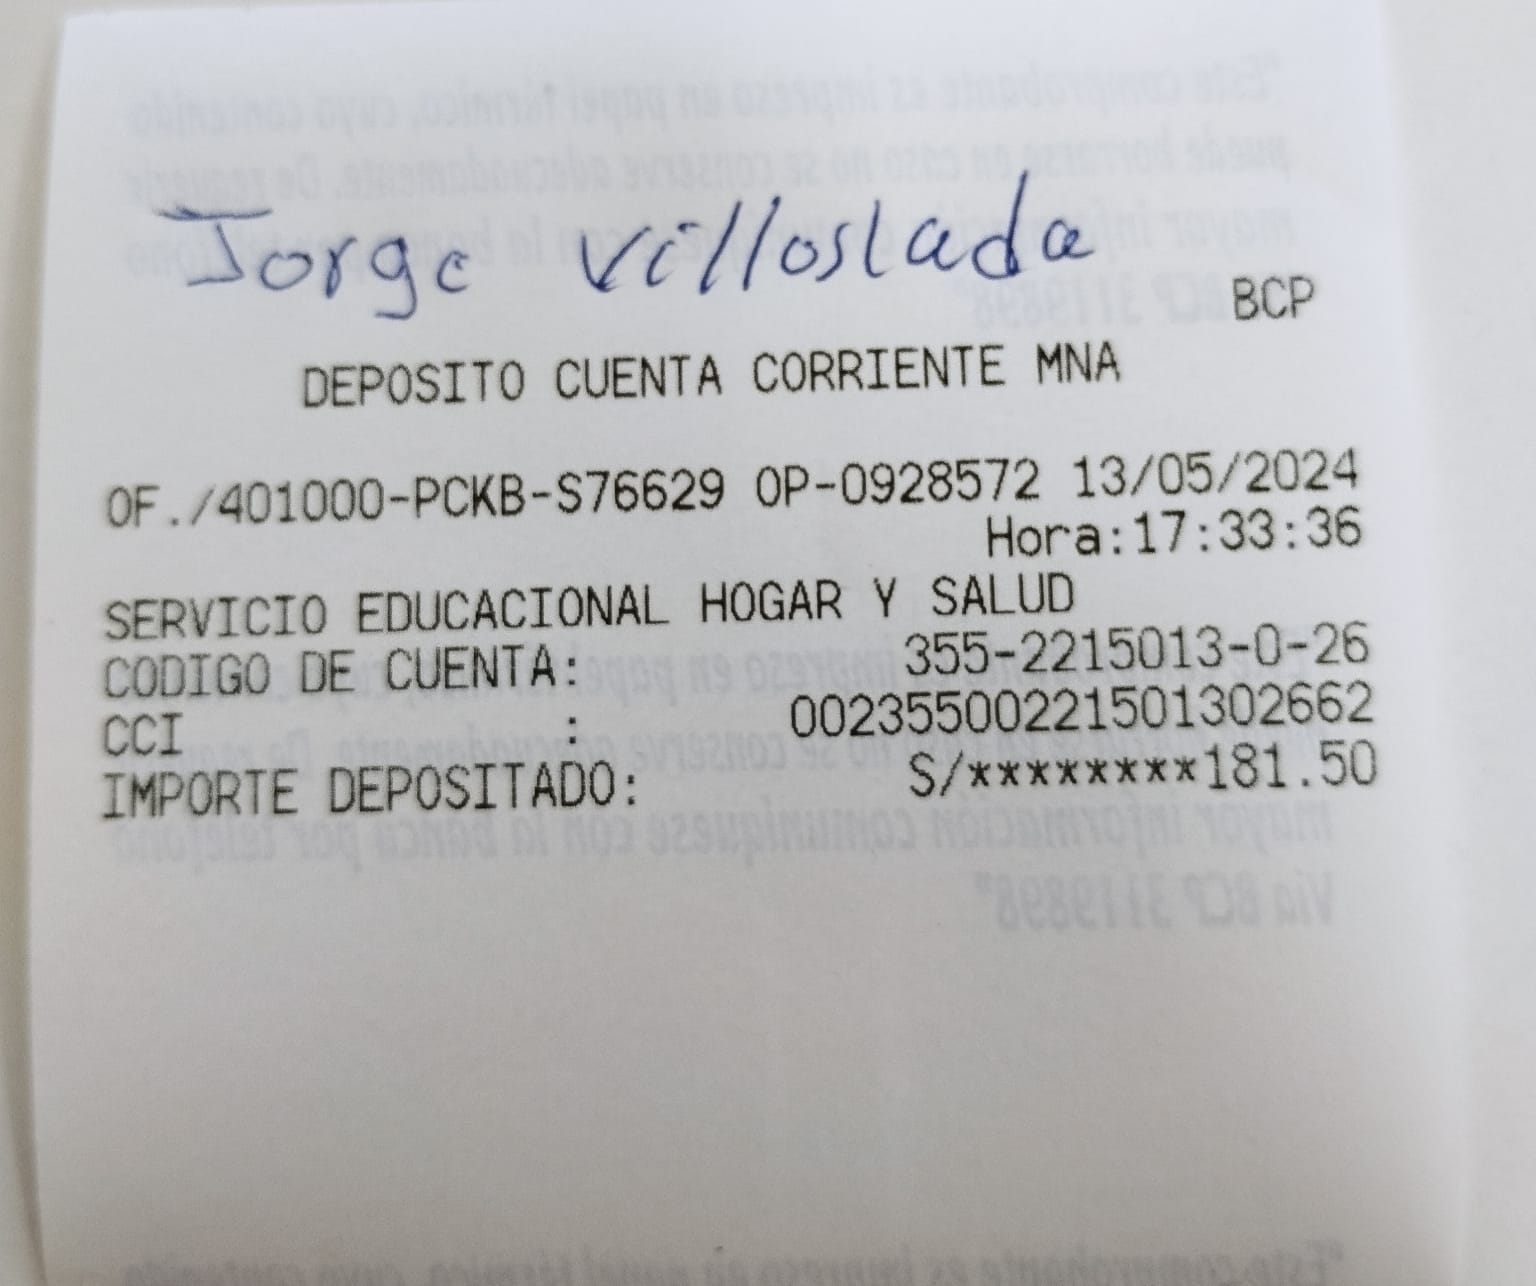 Jorge Villoslada
BCP
DEPOSITO CUENTA CORRIENTE MNA
OF./401000-PCKB-S76629 OP-0928572 13/05/2024
Hora:17:33:36
SERVICIO EDUCACIONAL HOGAR Y SALUD
CODIGO DE CUENTA: 355-2215013-0-26
CCI : 00235500221501302662
IMPORTE DEPOSITADO: S/********181.50